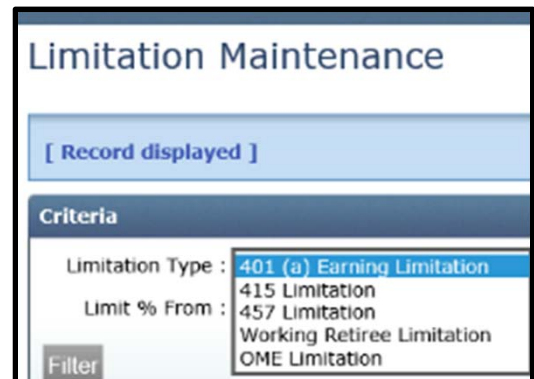 Limitation Maintenance
[ Record displayed ]
Criteria
Limitation Type : 401 (a) Earning Limitation
415 Limitation
Limit % From : 457 Limitation
Working Retiree Limitation
Filter OME Limitation